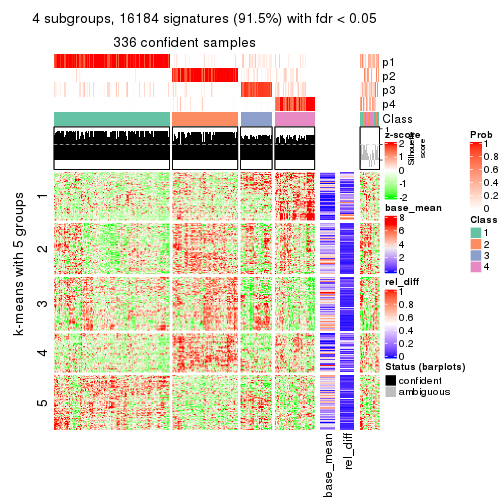 4 subgroups, 16184 signatures (91.5%) with fdr < 0.05
336 confident samples
p1
p2
p3
p4
Class
1
Silhouette
score
k-means with 5 groups
1
2
3
4
5
base_mean
rel_diff
z-score
2
1
0
-1
-2
base_mean
8
6
4
2
0
rel_diff
1
0.8
0.6
0.4
0.2
0
Status (barplots)
confident
ambiguous
Prob
1
0.8
0.6
0.4
0.2
0
Class
1
2
3
4